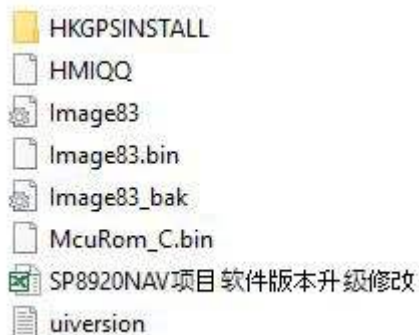 HKGPSINSTALL
HMIQQ
Image83
Image83.bin
Image83_bak
McuRom_C.bin
SP8920NAV项目软件版本升级修改
uiversion